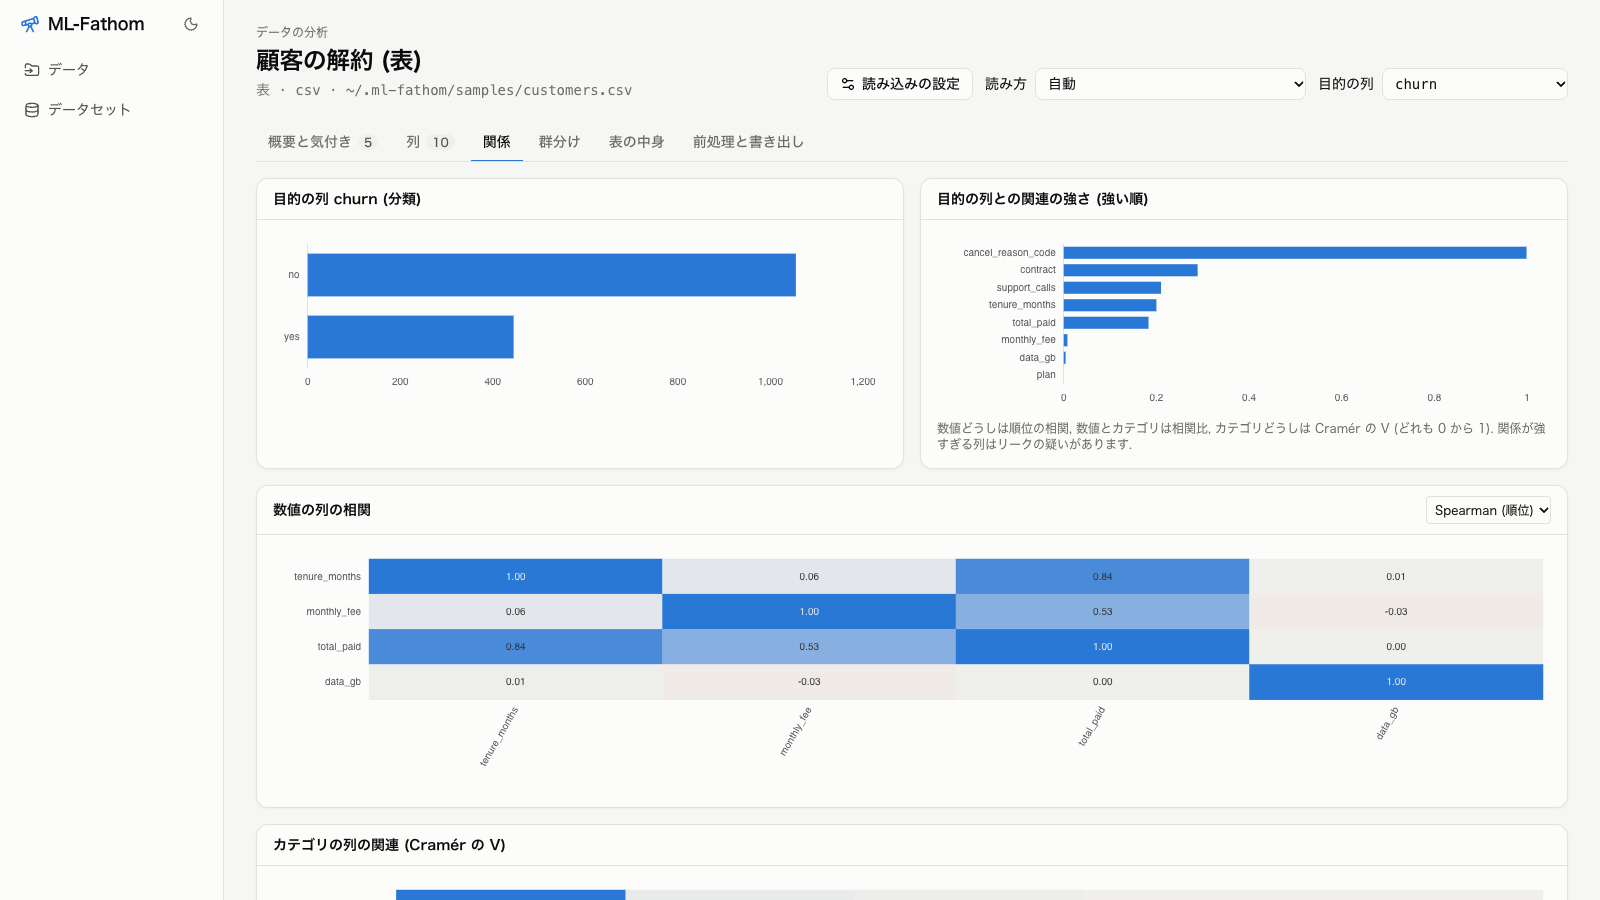 ML-Fathom
データ
データセット
データの分析
顧客の解約 (表)
表 · csv · ~/.ml-fathom/samples/customers.csv
読み込みの設定
読み方
自動
目的の列
churn
概要と気付き 5
列 10
関係
群分け
表の中身
前処理と書き出し
目的の列 churn (分類)
no
yes
0 200 400 600 800 1,000 1,200
目的の列との関連の強さ (強い順)
cancel_reason_code
contract
support_calls
tenure_months
total_paid
monthly_fee
data_gb
plan
0 0.2 0.4 0.6 0.8 1
数値どうしは順位の相関, 数値とカテゴリは相関比, カテゴリどうしは Cramér の V (どれも 0 から 1). 関係が強
すぎる列はリークの疑いがあります.
数値の列の相関
Spearman (順位)
tenure_months 1.00 0.06 0.84 0.01
monthly_fee 0.06 1.00 0.53 -0.03
total_paid 0.84 0.53 1.00 0.00
data_gb 0.01 -0.03 0.00 1.00
tenure_months monthly_fee total_paid data_gb
カテゴリの列の関連 (Cramér の V)